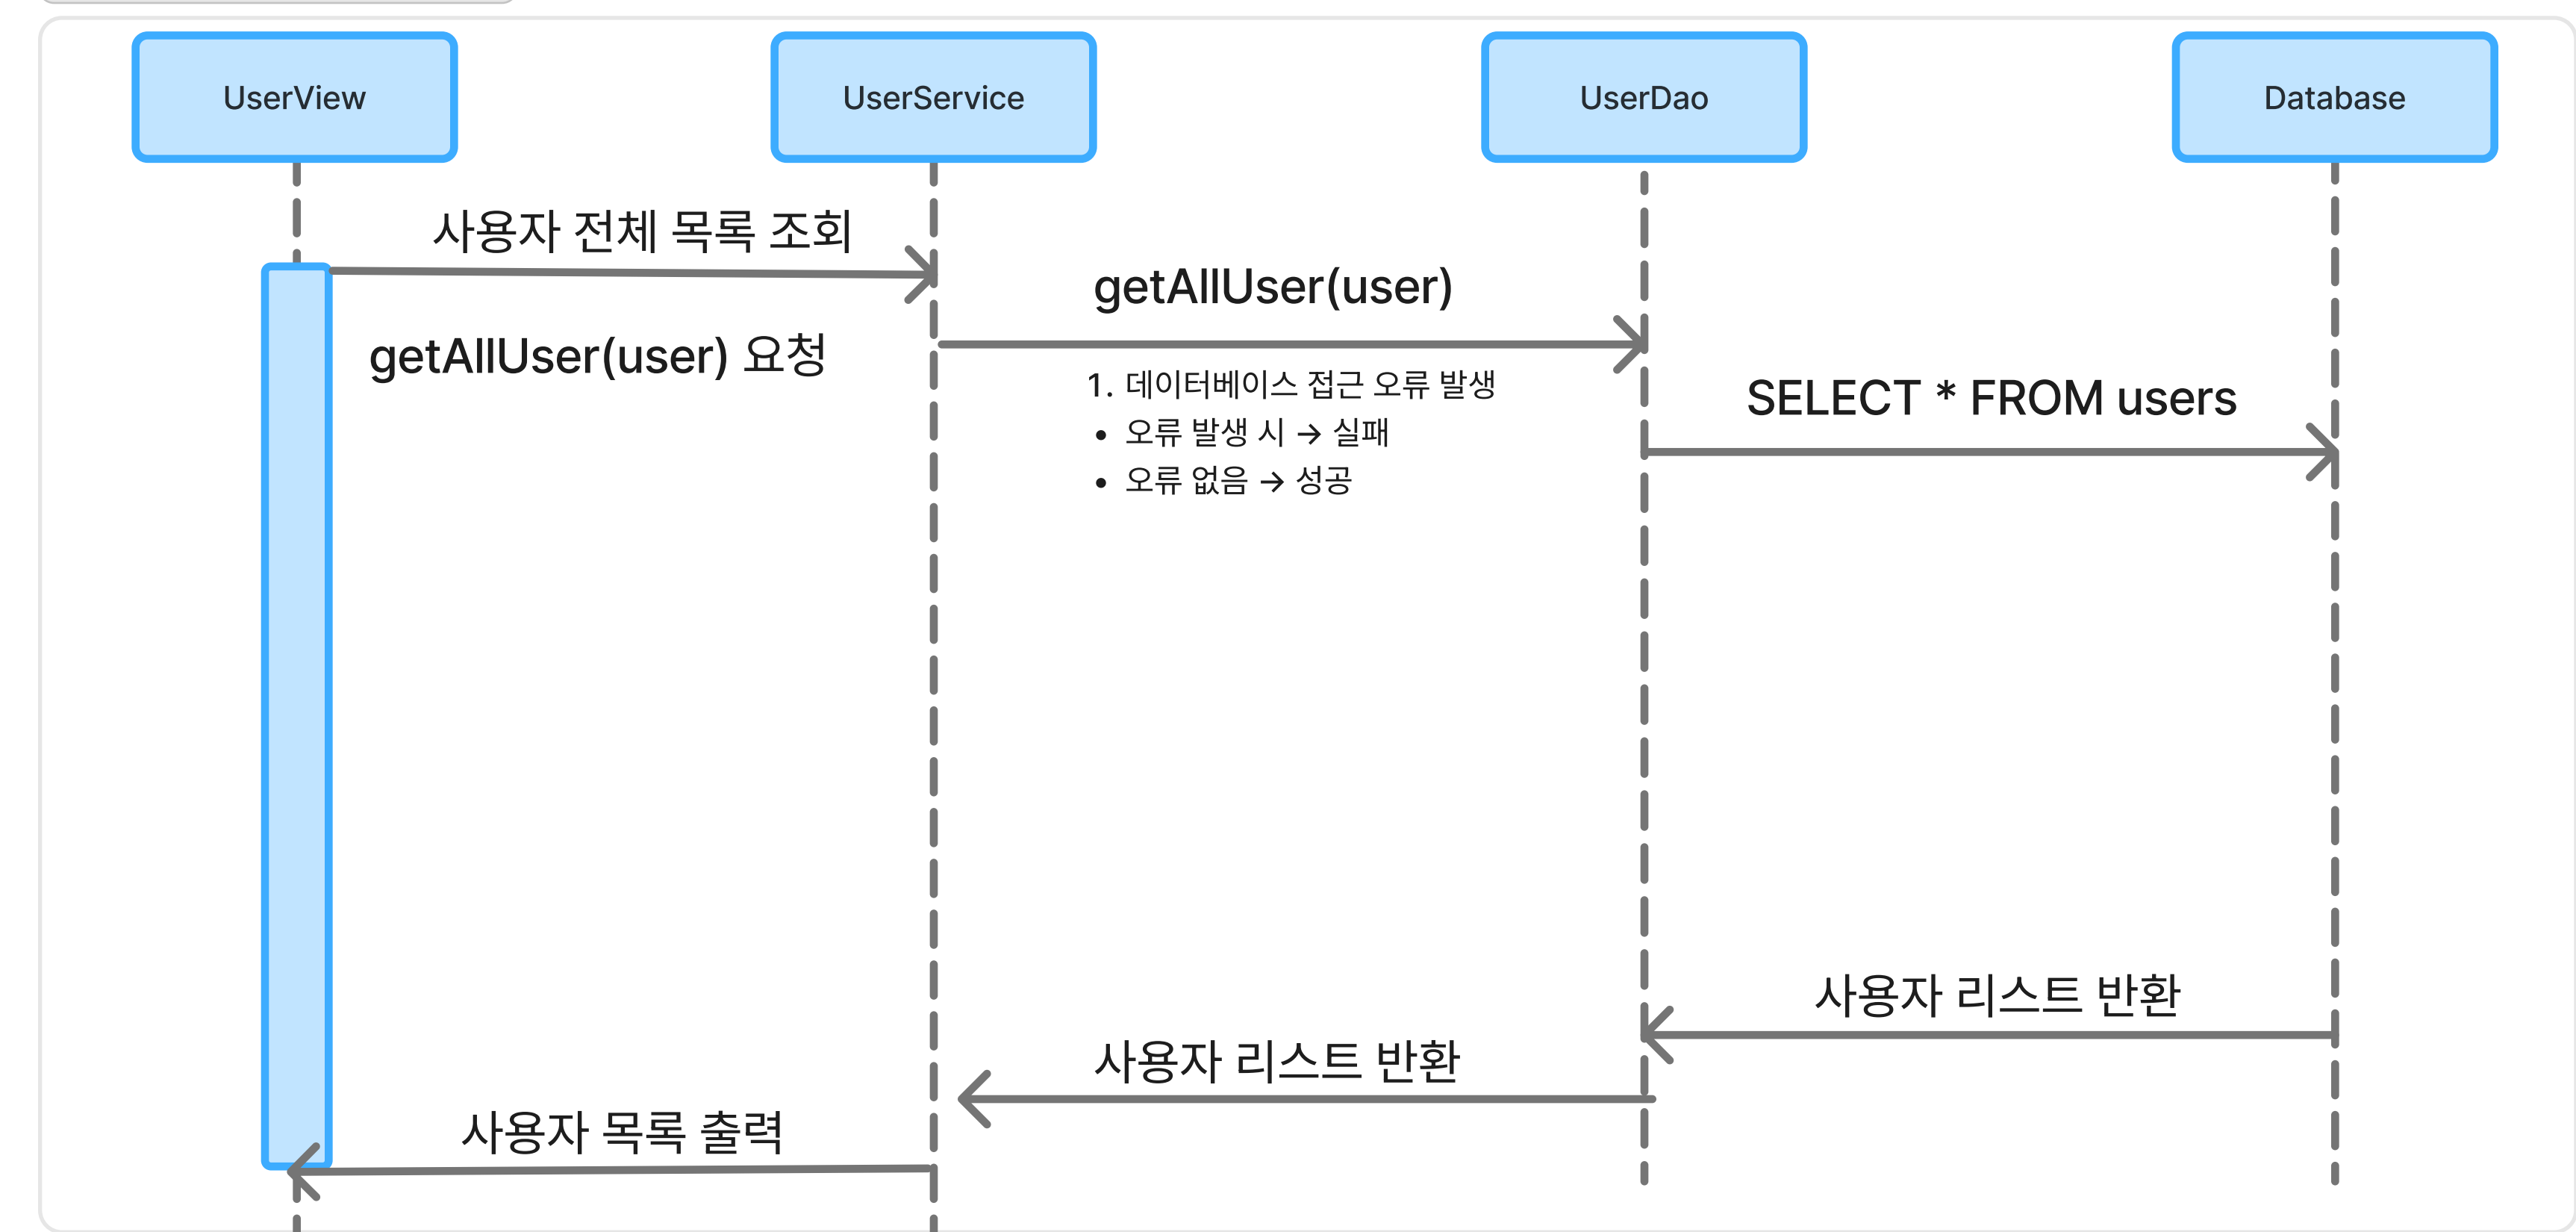 UserView
UserService
UserDao
Database
사용자 전체 목록 조회
getAllUser(user) 요청
getAllUser(user)
1. 데이터베이스 접근 오류 발생
• 오류 발생 시 → 실패
• 오류 없음 → 성공
SELECT * FROM users
사용자 리스트 반환
사용자 리스트 반환
사용자 목록 출력